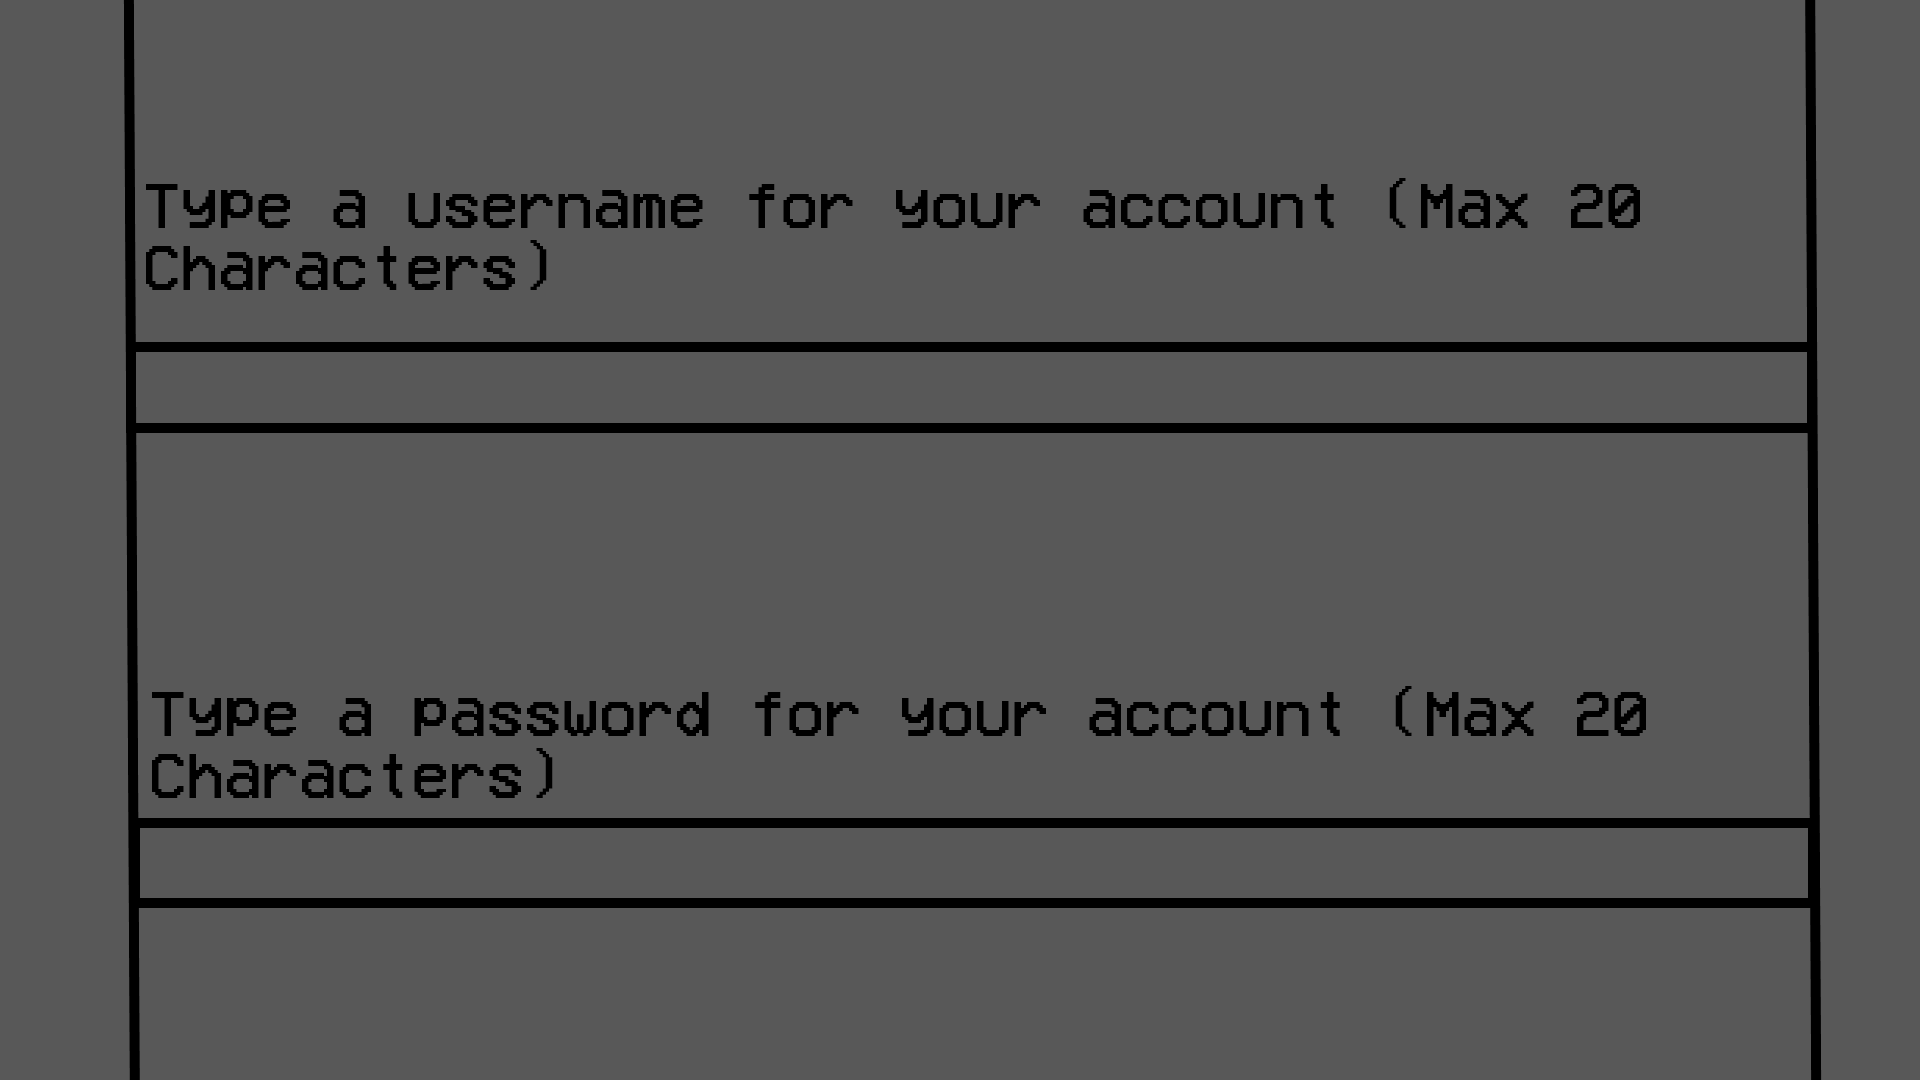 Type a username for your account (Max 20
Characters)
Type a password for your account (Max 20
Characters)